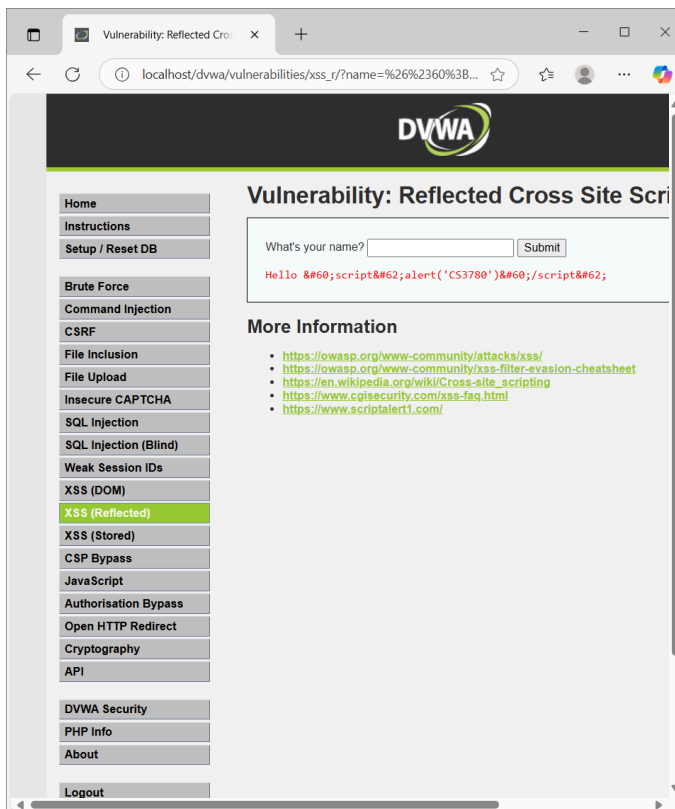 Vulnerability: Reflected Cro
localhost/dvwa/vulnerabilities/xss_r/?name=%26%2360%3B...
DVWA
Home
Instructions
Setup / Reset DB
Brute Force
Command Injection
CSRF
File Inclusion
File Upload
Insecure CAPTCHA
SQL Injection
SQL Injection (Blind)
Weak Session IDs
XSS (DOM)
XSS (Reflected)
XSS (Stored)
CSP Bypass
JavaScript
Authorisation Bypass
Open HTTP Redirect
Cryptography
API
DVWA Security
PHP Info
About
Logout
Vulnerability: Reflected Cross Site Scri
What's your name?
Submit
Hello &#60;script&#62;alert('CS3780')&#60;/script&#62;
More Information
https://owasp.org/www-community/attacks/xss/
https://owasp.org/www-community/xss-filter-evasion-cheatsheet
https://en.wikipedia.org/wiki/Cross-site_scripting
https://www.cgisecurity.com/xss-faq.html
https://www.scriptalert1.com/